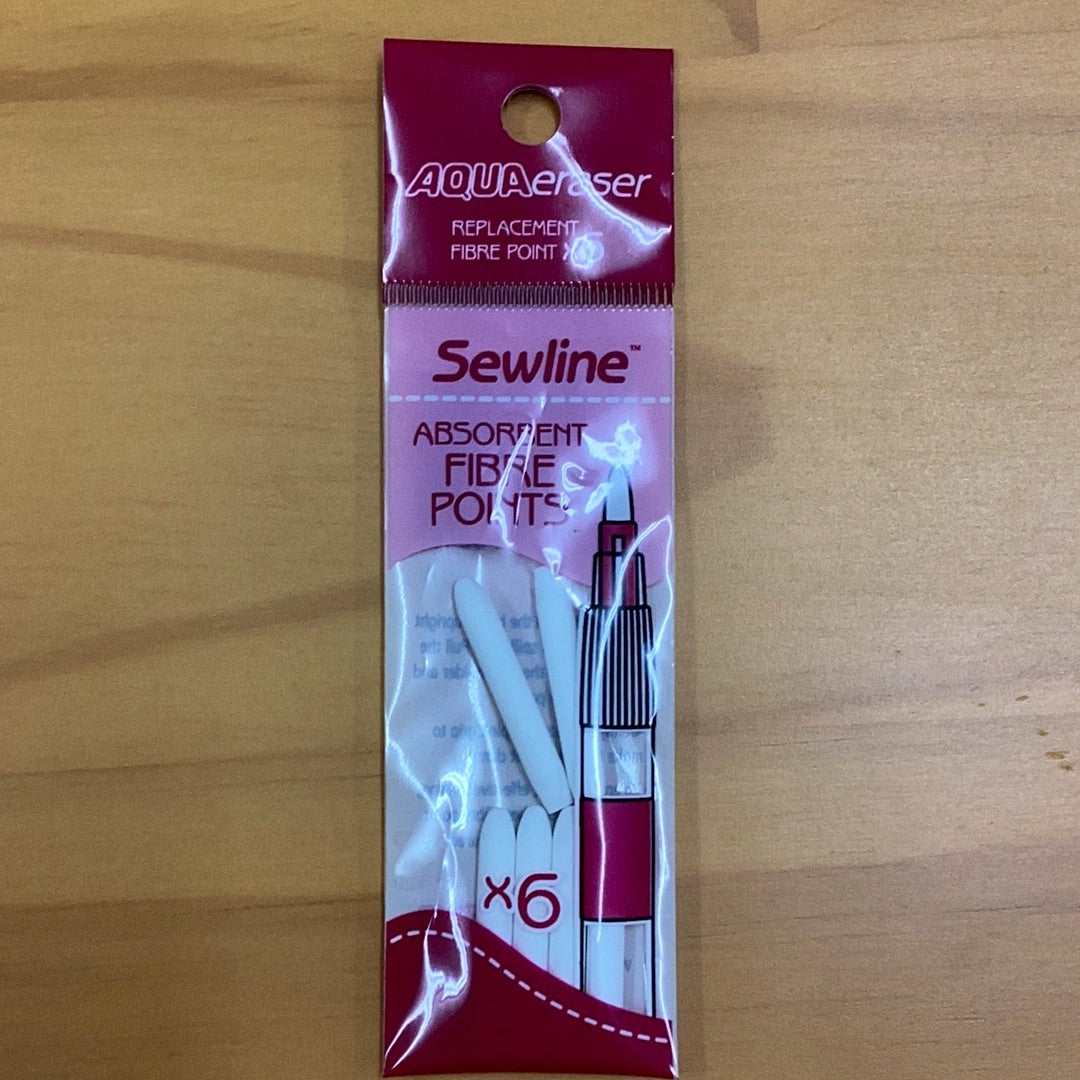 AQUAeraser
REPLACEMENT
FIBRE POINT x6
Sewline™
ABSORBENT
FIBRE
POINTS
x6